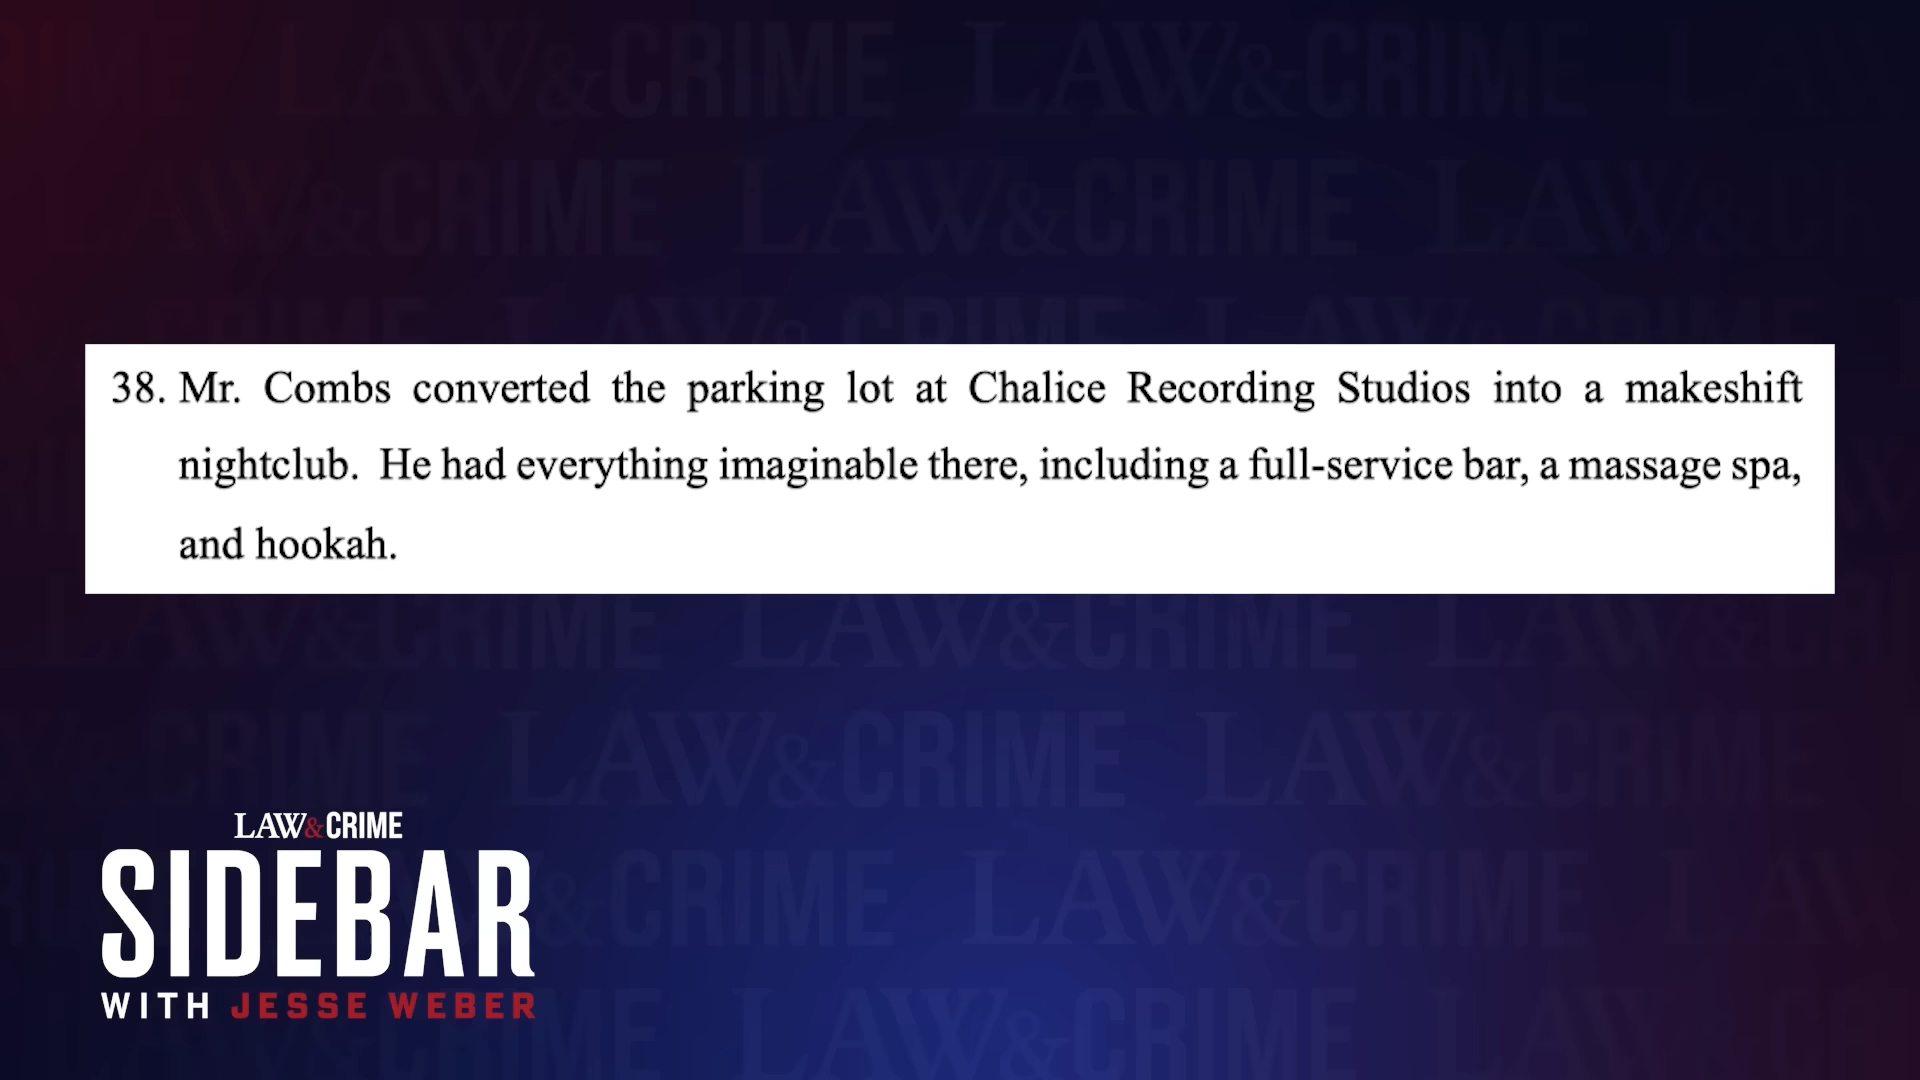 38. Mr. Combs converted the parking lot at Chalice Recording Studios into a makeshift
nightclub. He had everything imaginable there, including a full-service bar, a massage spa,
and hookah.
LAW&CRIME
SIDEBAR
WITH JESSE WEBER